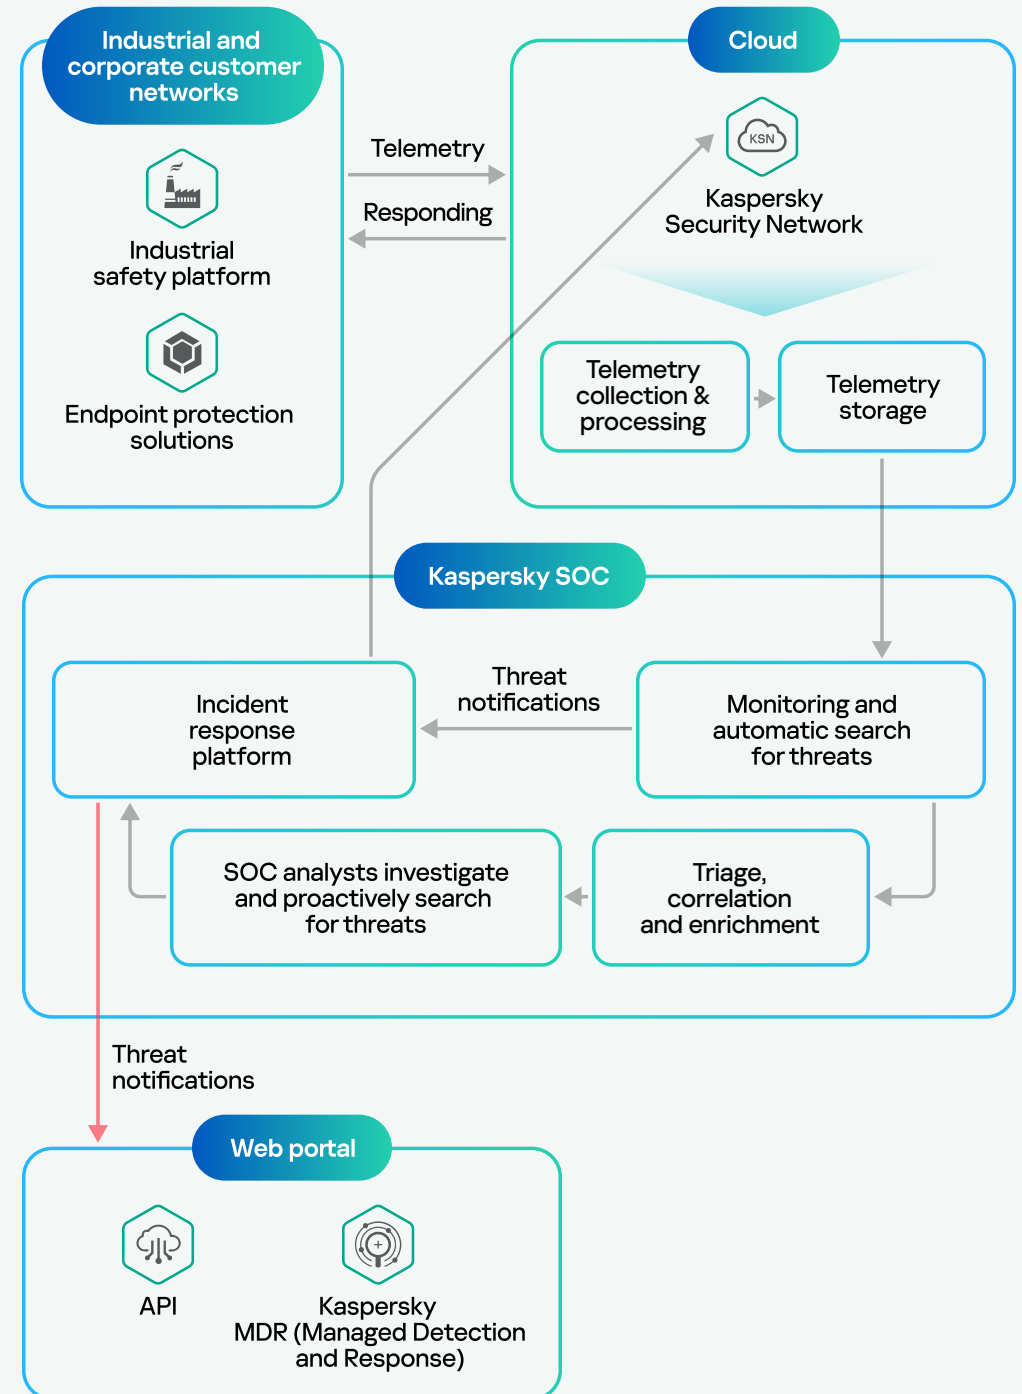 Industrial and
corporate customer
networks
Industrial
safety platform
Endpoint protection
solutions
Telemetry
Responding
Cloud
KSN
Kaspersky
Security Network
Telemetry
collection &
processing
Telemetry
storage
Kaspersky SOC
Incident
response
platform
Threat
notifications
Monitoring and
automatic search
for threats
SOC analysts investigate
and proactively search
for threats
Triage,
correlation
and enrichment
Threat
notifications
Web portal
API
Kaspersky
MDR (Managed Detection
and Response)